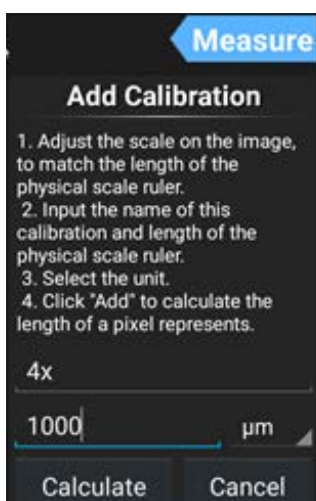 Measure
Add Calibration
1. Adjust the scale on the image,
to match the length of the
physical scale ruler.
2. Input the name of this
calibration and length of the
physical scale ruler.
3. Select the unit.
4. Click "Add" to calculate the
length of a pixel represents.
4x
1000 µm
Calculate Cancel